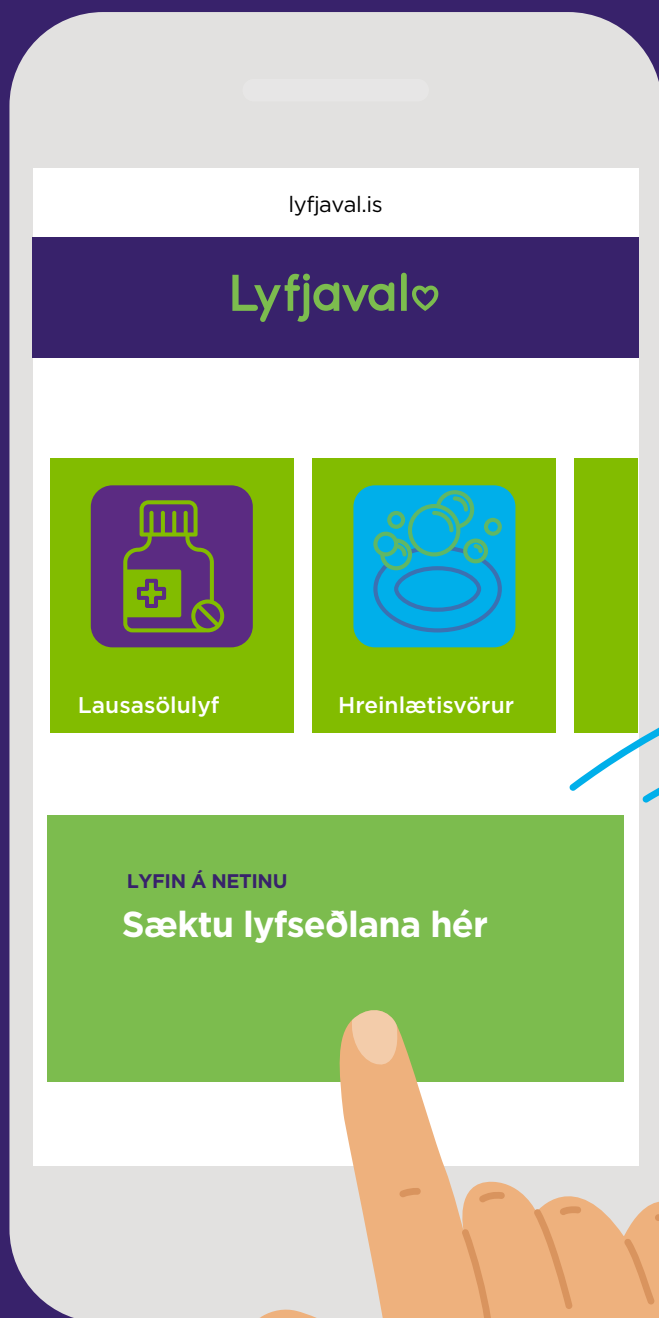 lyfjaval.is
Lyfjaval
Lausasölulyf
Hreinlætisvörur
LYFIN Á NETINU
Sæktu lyfseðlana hér